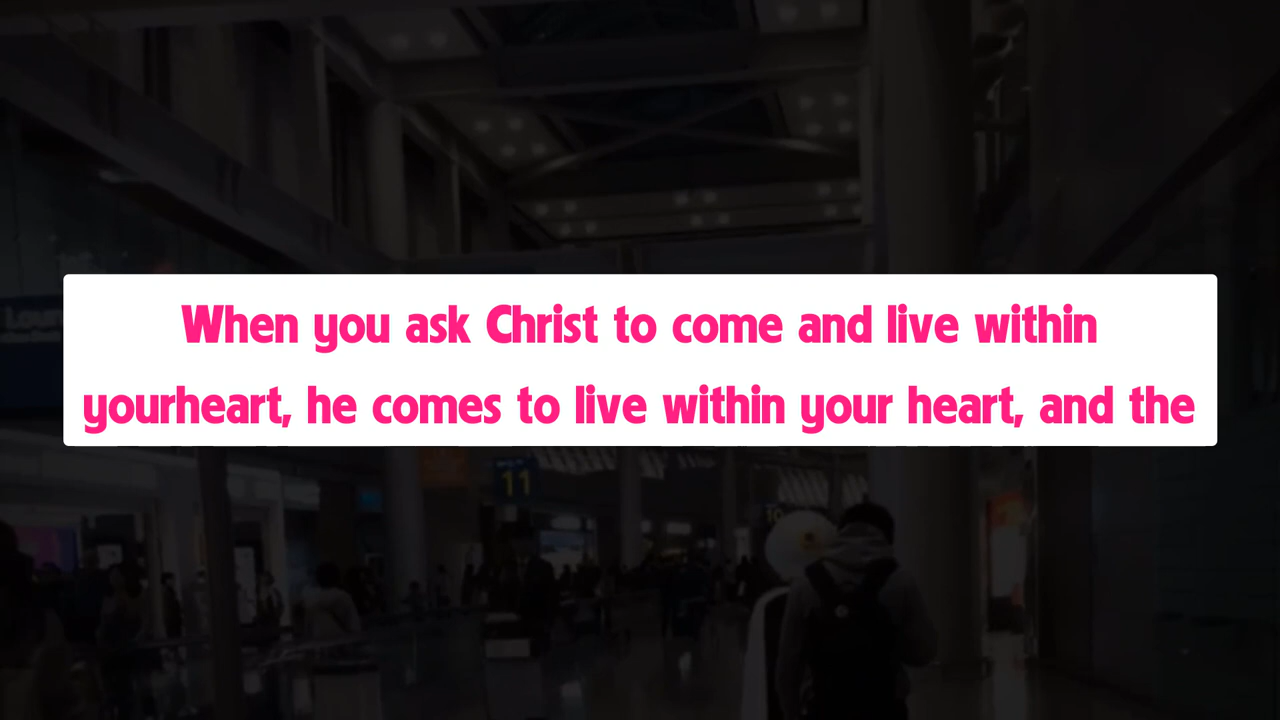 When you ask Christ to come and live within
yourheart, he comes to live within your heart, and the
11